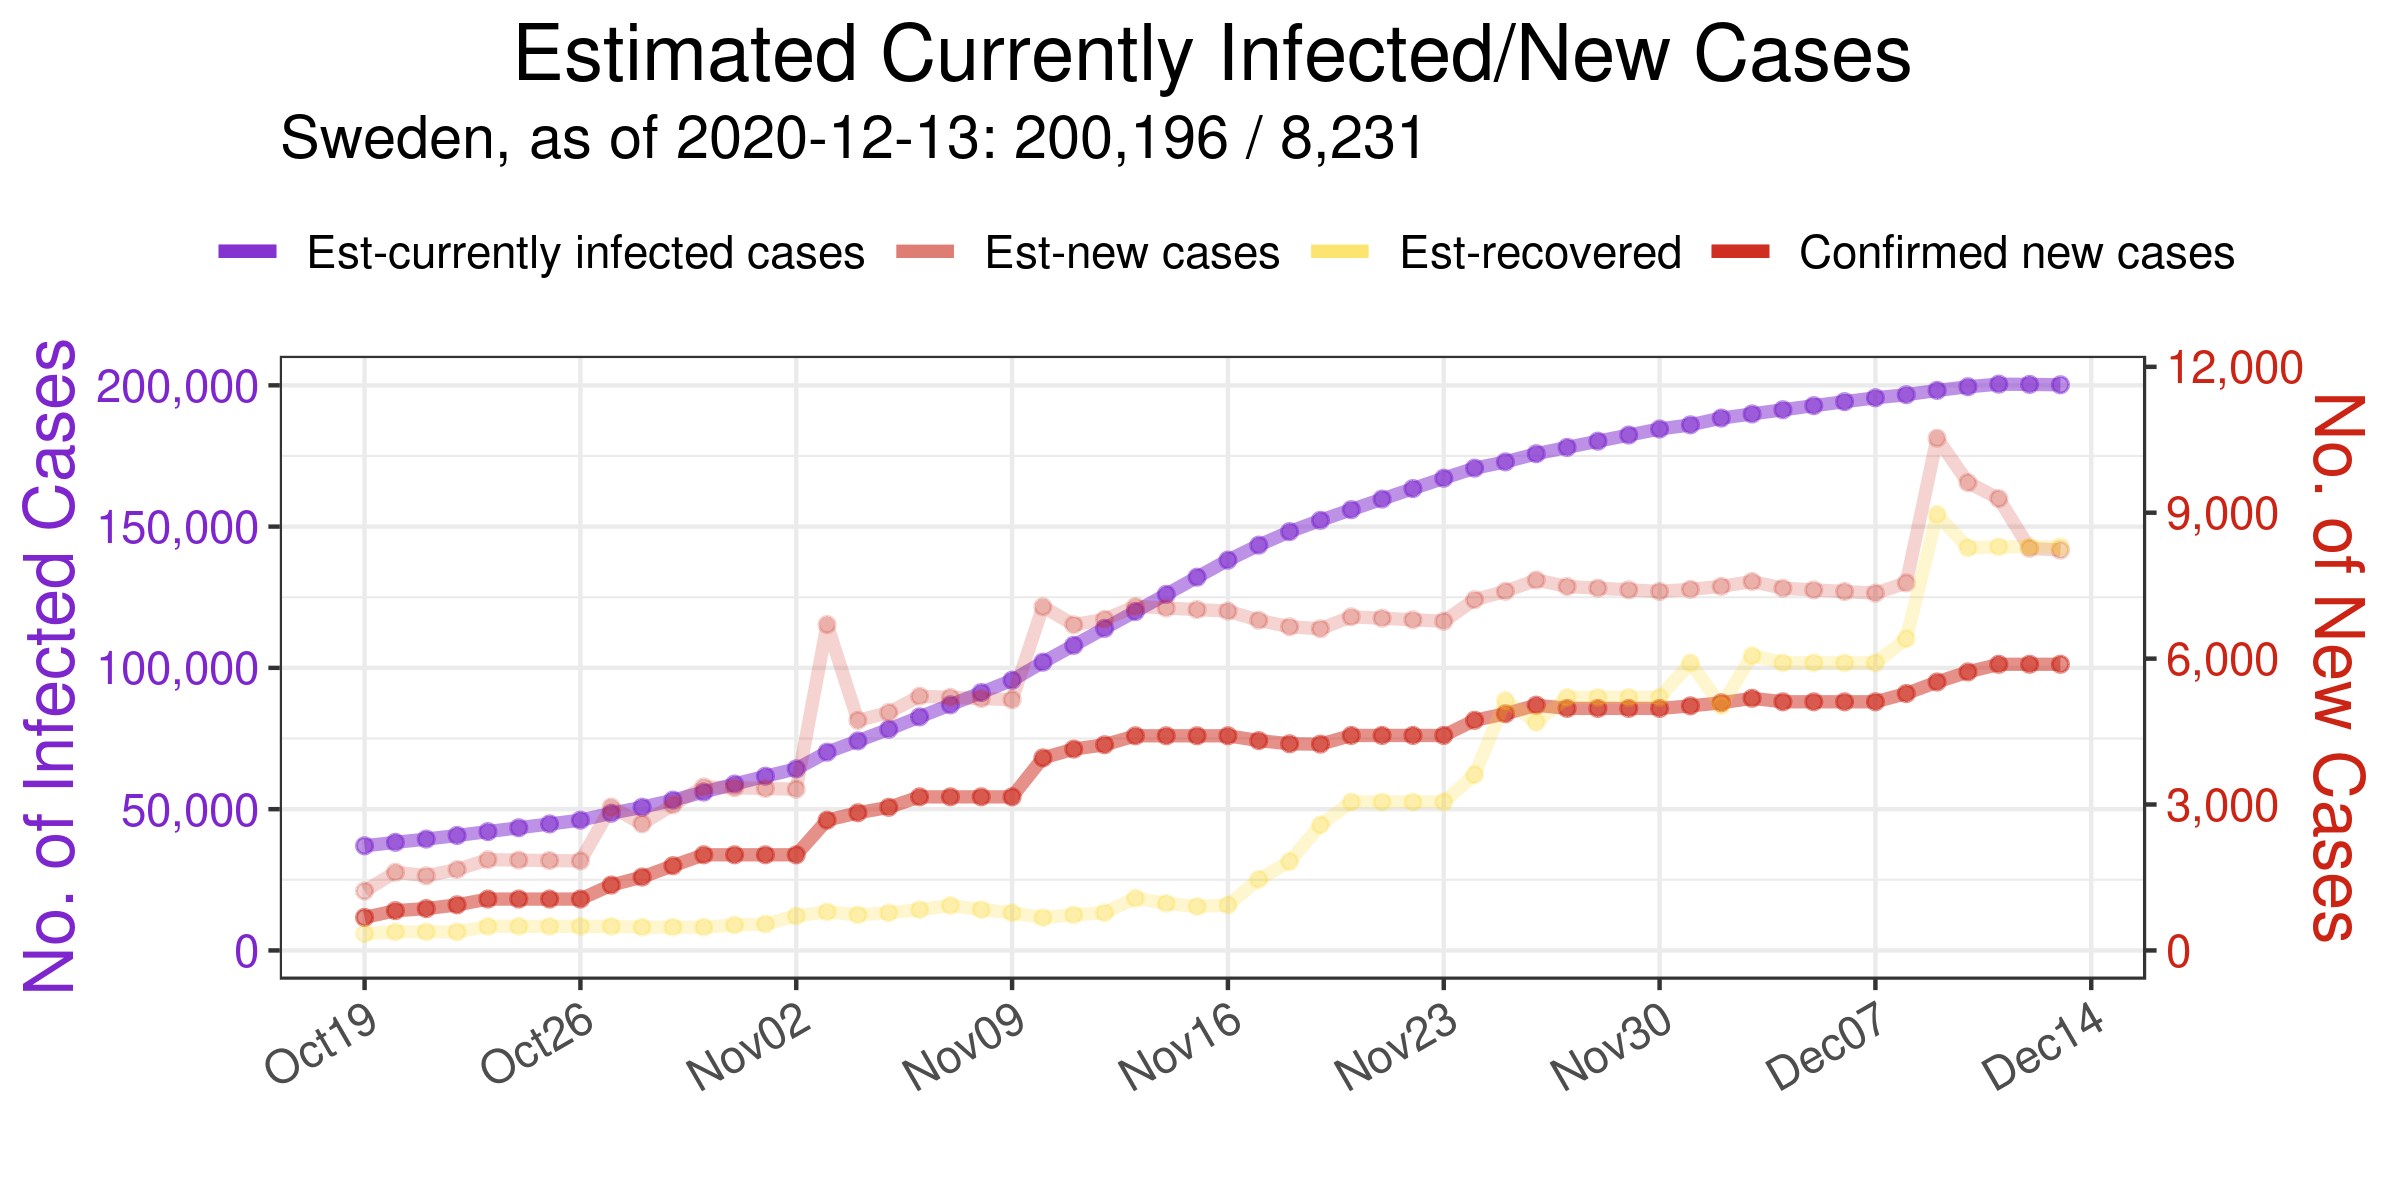 Estimated Currently Infected/New Cases
Sweden, as of 2020-12-13: 200,196 / 8,231
Est-currently infected cases Est-new cases Est-recovered Confirmed new cases
No. of Infected Cases
200,000
150,000
100,000
50,000
0
12,000
9,000
6,000
3,000
0
No. of New Cases
Oct19 Oct26 Nov02 Nov09 Nov16 Nov23 Nov30 Dec07 Dec14